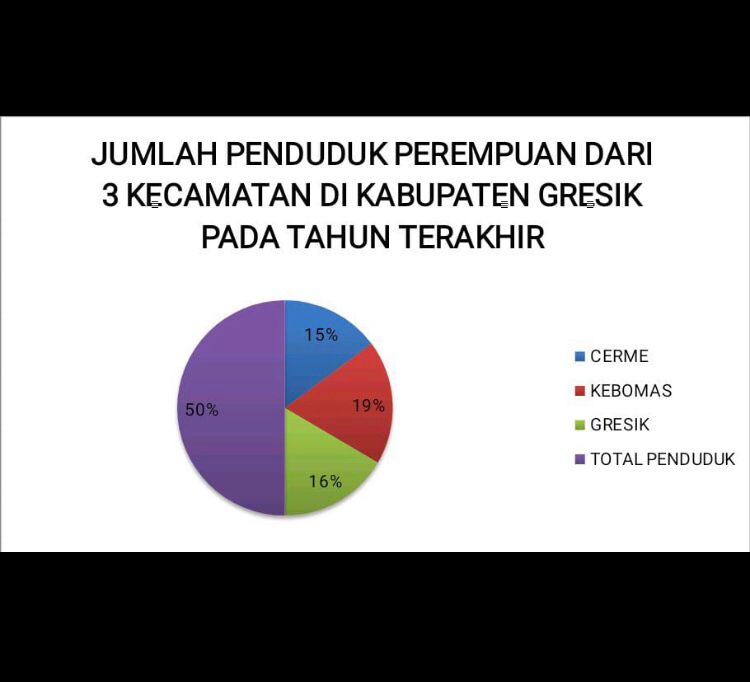 JUMLAH PENDUDUK PEREMPUAN DARI
3 KECAMATAN DI KABUPATEN GRESIK
PADA TAHUN TERAKHIR
15%
19%
50%
16%
CERME
KEBOMAS
GRESIK
TOTAL PENDUDUK